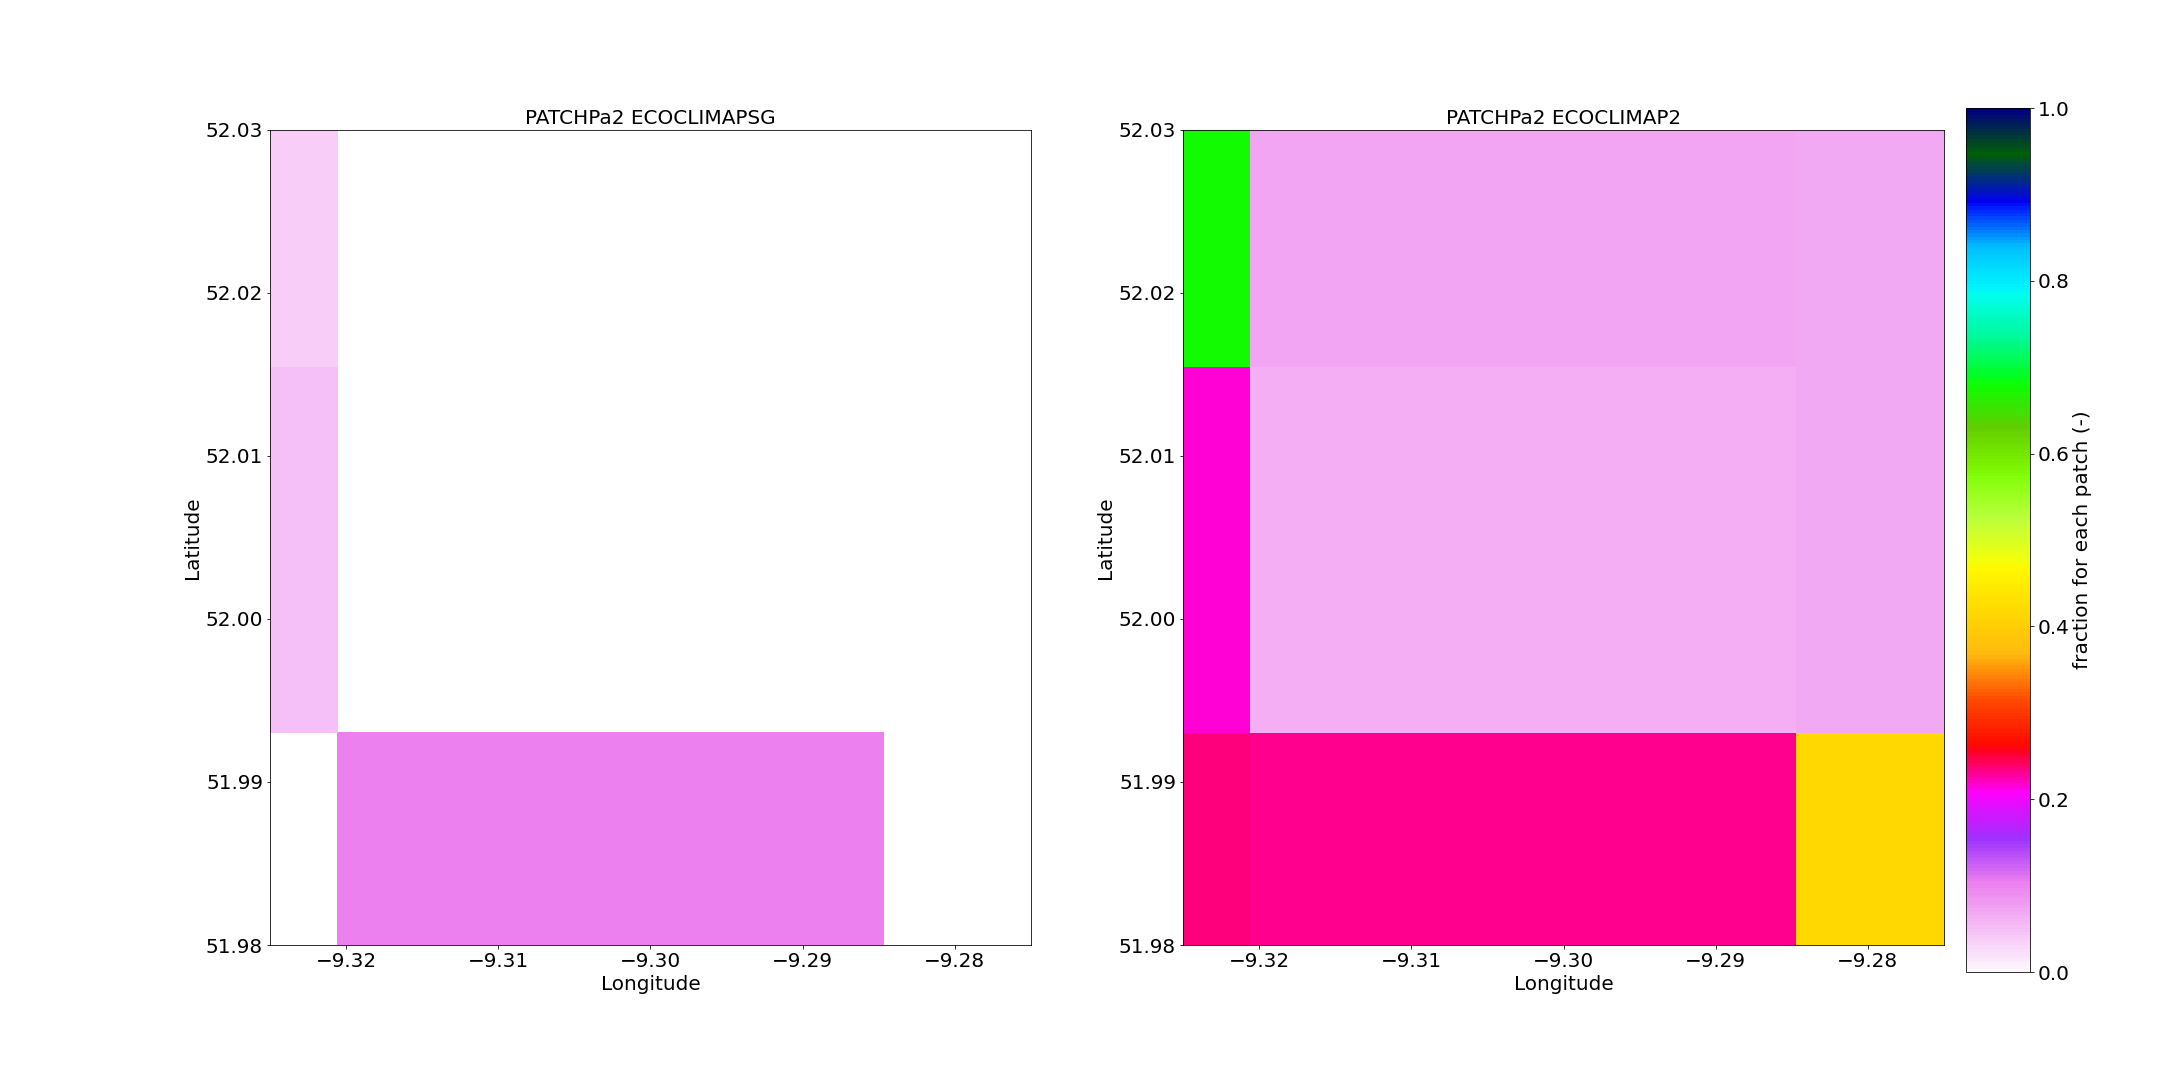 PATCHPa2 ECOCLIMAPSG
52.03
52.02
52.01
52.00
51.99
51.98
Latitude
−9.32 −9.31 −9.30 −9.29 −9.28
Longitude
PATCHPa2 ECOCLIMAP2
52.03
52.02
52.01
52.00
51.99
51.98
Latitude
−9.32 −9.31 −9.30 −9.29 −9.28
Longitude
1.0
0.8
0.6
0.4
0.2
0.0
fraction for each patch (-)